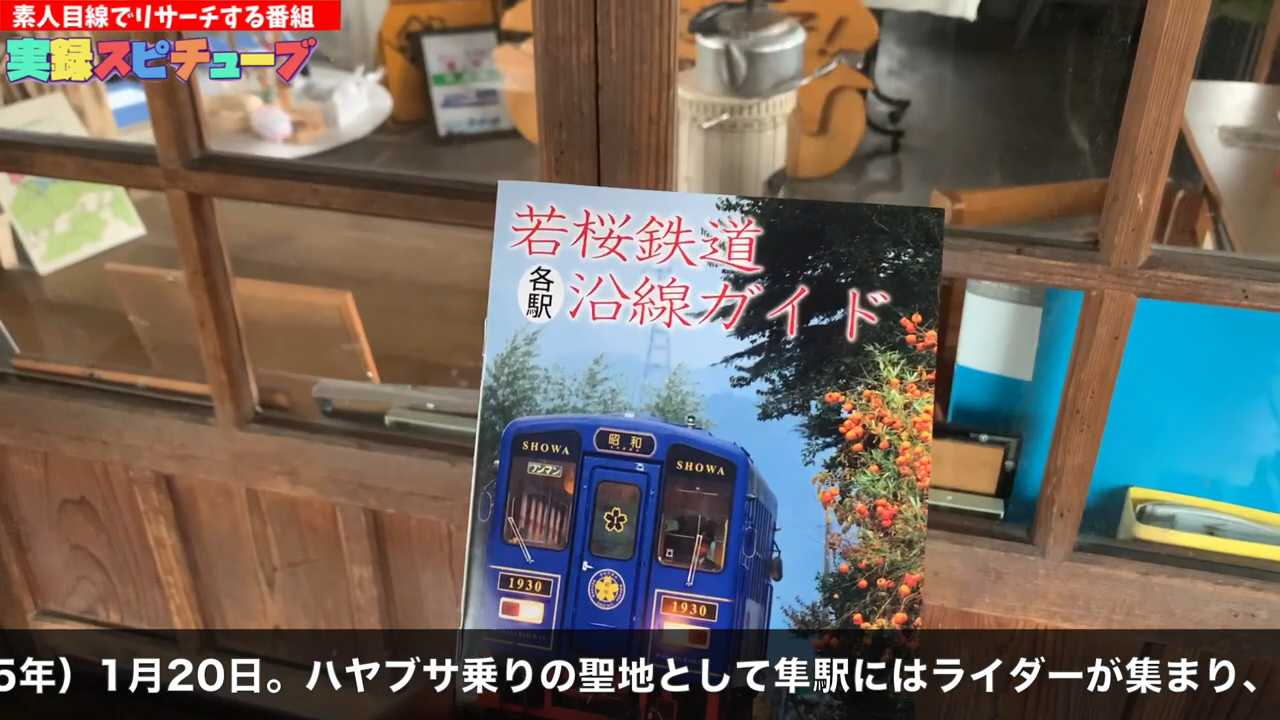 素人目線でリサーチする番組
実録スピチューブ
若桜鉄道
各駅
沿線ガイド
昭和
SHOWA
SHOWA
ワンマン
1930
1930
5年）1月20日。ハヤブサ乗りの聖地として隼駅にはライダーが集まり、